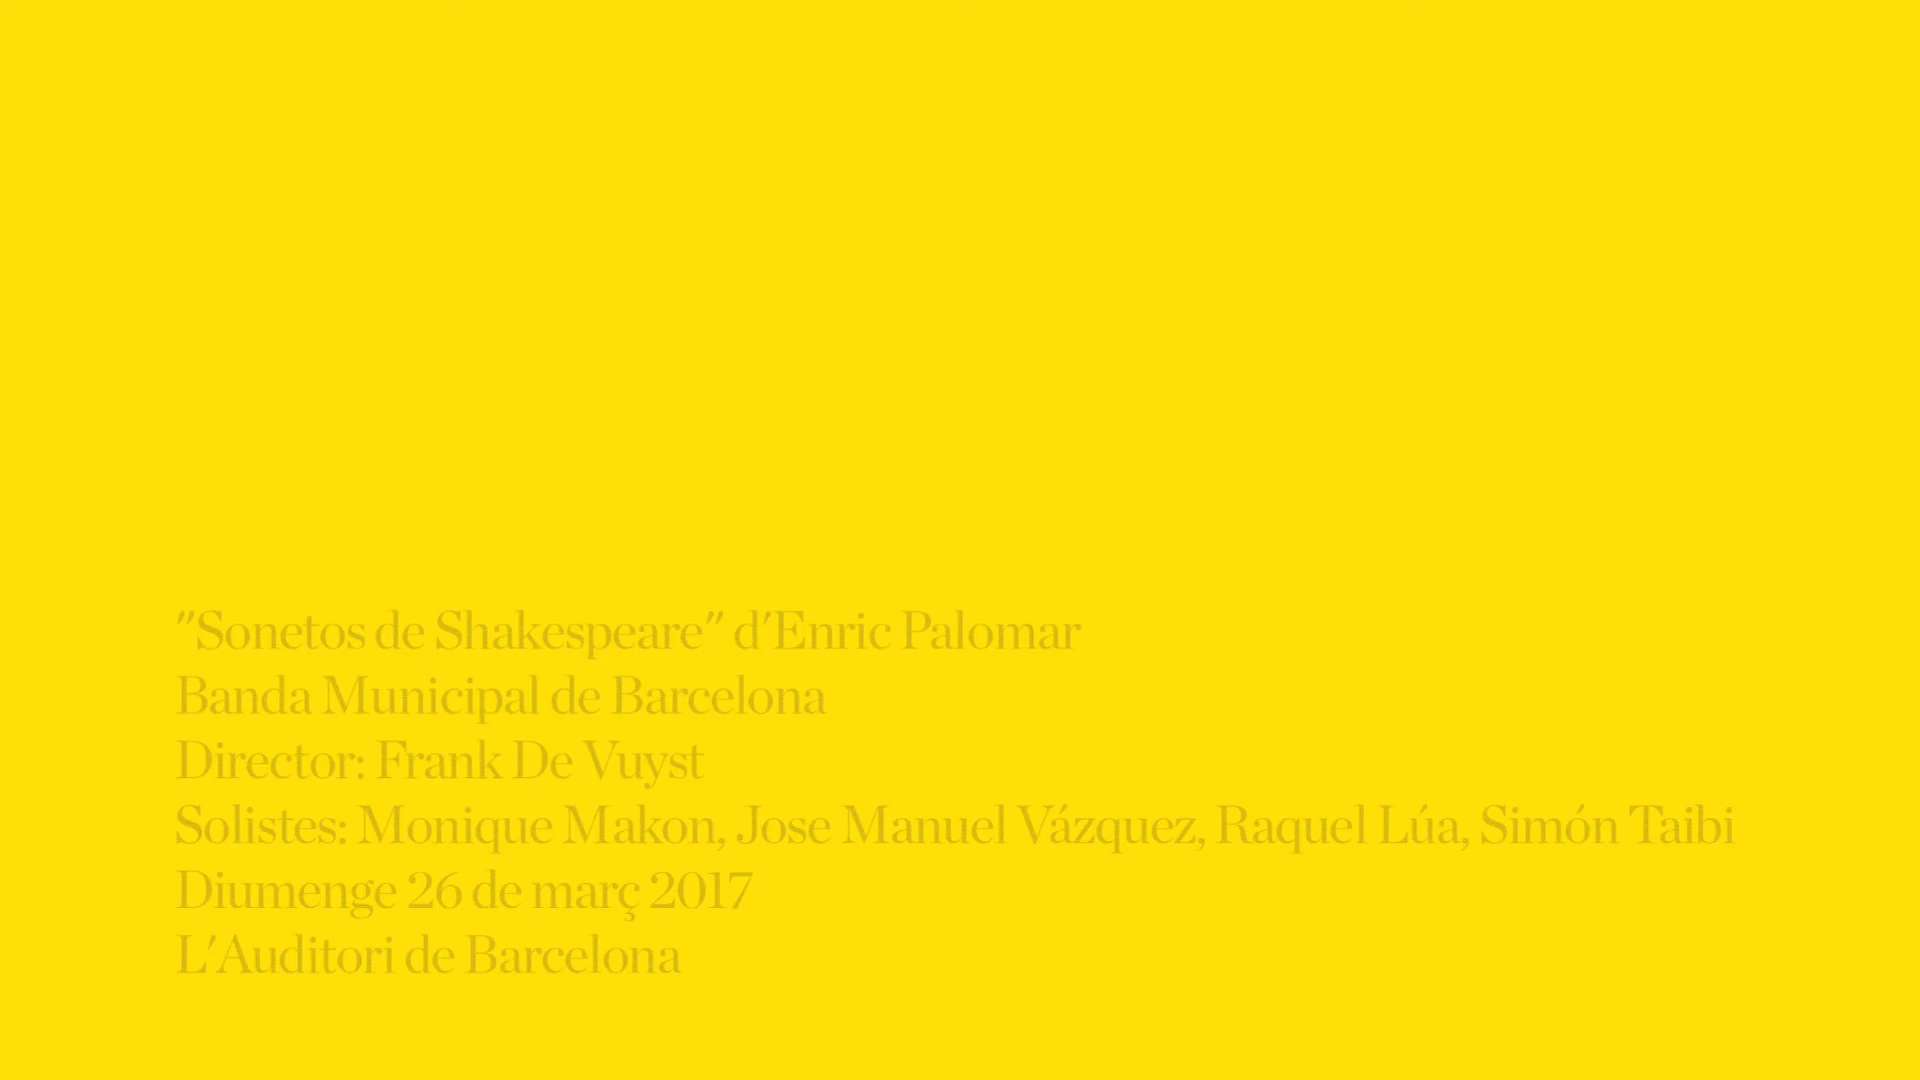 "Sonetos de Shakespeare" d'Enric Palomar
Banda Municipal de Barcelona
Director: Frank De Vuyst
Solistes: Monique Makon, Jose Manuel Vázquez, Raquel Lúa, Simón Taibi
Diumenge 26 de març 2017
L'Auditori de Barcelona